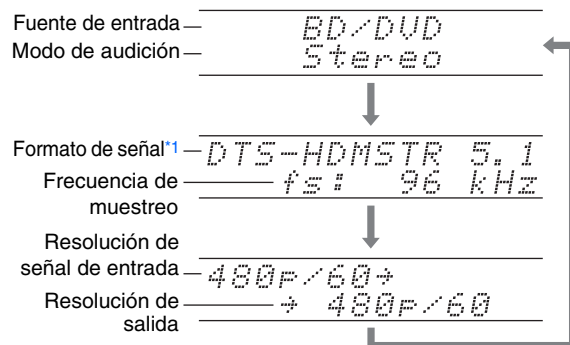 Fuente de entrada
BD/DVD
Modo de audición
Stereo
Formato de señal*1
DTS-HDMSTR 5.1
Frecuencia de
muestreo
fs: 96 kHz
Resolución de
señal de entrada
480p/60→
Resolución de
salida
→ 480p/60